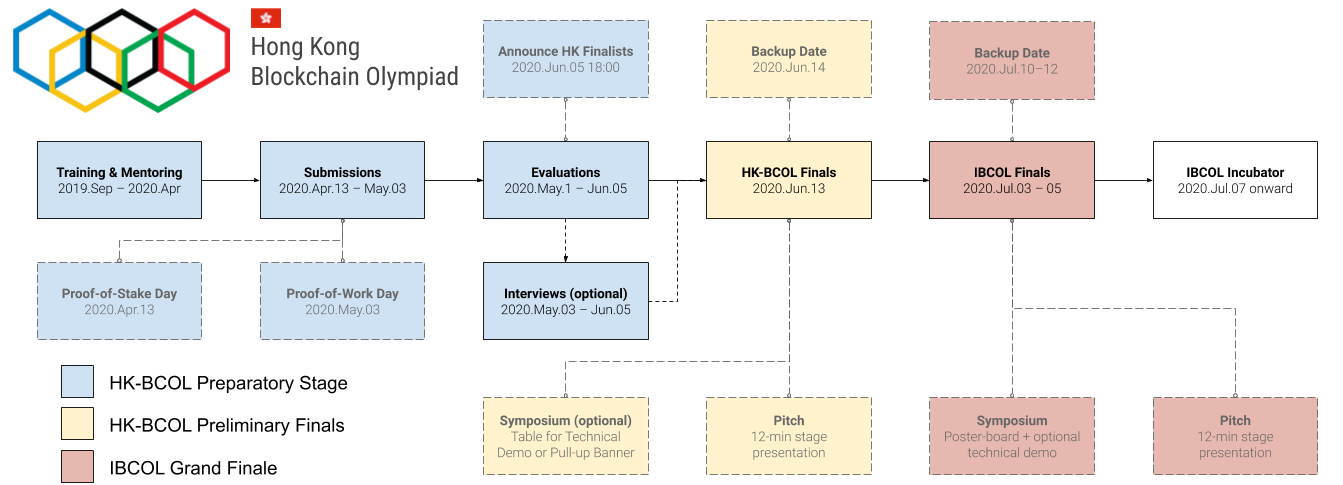 Hong Kong
Blockchain Olympiad
Announce HK Finalists
2020.Jun.05 18:00
Backup Date
2020.Jun.14
Backup Date
2020.Jul.10–12
Training & Mentoring
2019.Sep – 2020.Apr
Submissions
2020.Apr.13 – May.03
Evaluations
2020.May.1 – Jun.05
HK-BCOL Finals
2020.Jun.13
IBCOL Finals
2020.Jul.03 – 05
IBCOL Incubator
2020.Jul.07 onward
Proof-of-Stake Day
2020.Apr.13
Proof-of-Work Day
2020.May.03
Interviews (optional)
2020.May.03 – Jun.05
HK-BCOL Preparatory Stage
HK-BCOL Preliminary Finals
IBCOL Grand Finale
Symposium (optional)
Table for Technical
Demo or Pull-up Banner
Pitch
12-min stage
presentation
Symposium
Poster-board + optional
technical demo
Pitch
12-min stage
presentation